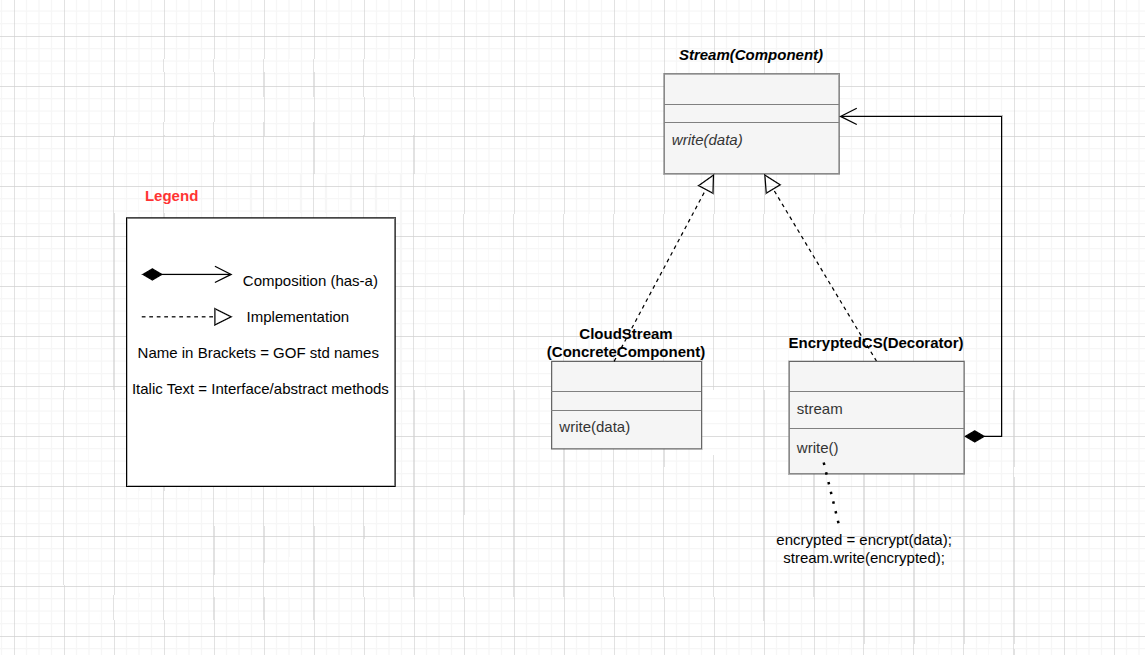 Stream(Component)
write(data)
Legend
Composition (has-a)
Implementation
Name in Brackets = GOF std names
Italic Text = Interface/abstract methods
CloudStream
(ConcreteComponent)
write(data)
EncryptedCS(Decorator)
stream
write()
encrypted = encrypt(data);
stream.write(encrypted);